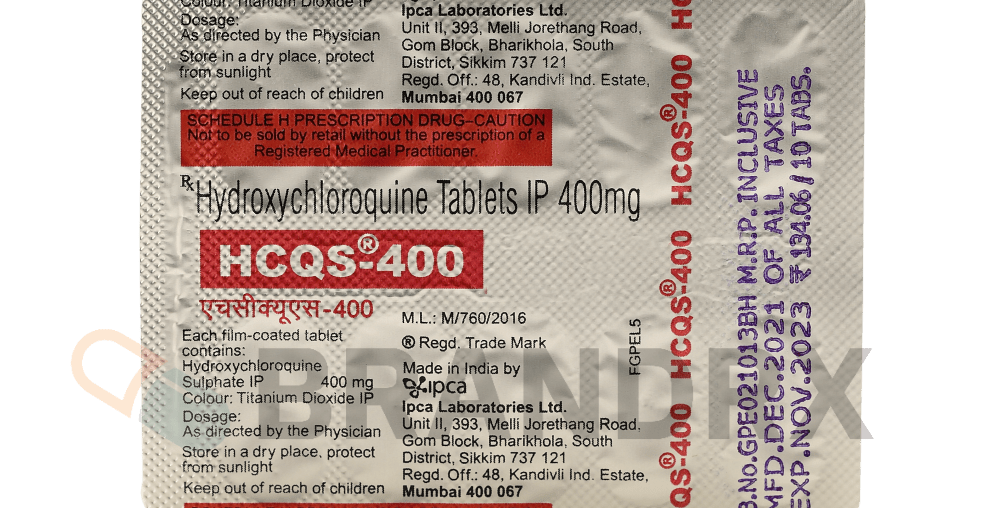 Colour: Titanium Dioxide IP
Dosage:
As directed by the Physician
Store in a dry place, protect
from sunlight
Keep out of reach of children
Ipca Laboratories Ltd.
Unit II, 393, Melli Jorethang Road,
Gom Block, Bharikhola, South
District, Sikkim 737 121
Regd. Off.: 48, Kandivli Ind. Estate,
Mumbai 400 067
SCHEDULE H PRESCRIPTION DRUG–CAUTION
Not to be sold by retail without the prescription of a
Registered Medical Practitioner.
Rx Hydroxychloroquine Tablets IP 400mg
HCQS®-400
एचसीक्यूएस-400
Each film-coated tablet
contains:
Hydroxychloroquine
Sulphate IP 400 mg
Colour: Titanium Dioxide IP
Dosage:
As directed by the Physician
Store in a dry place, protect
from sunlight
Keep out of reach of children
M.L.: M/760/2016
® Regd. Trade Mark
Made in India by
ipca
Ipca Laboratories Ltd.
Unit II, 393, Melli Jorethang Road,
Gom Block, Bharikhola, South
District, Sikkim 737 121
Regd. Off.: 48, Kandivli Ind. Estate,
Mumbai 400 067
FGPEL5
HC
HCQS®-400
HCQS®-400
QS®-400
B.No.GPE021013BH M.R.P. INCLUSIVE
MFD.DEC.2021 OF ALL TAXES
EXP.NOV.2023 ₹ 134.06/10 TABS.
BRANDFX